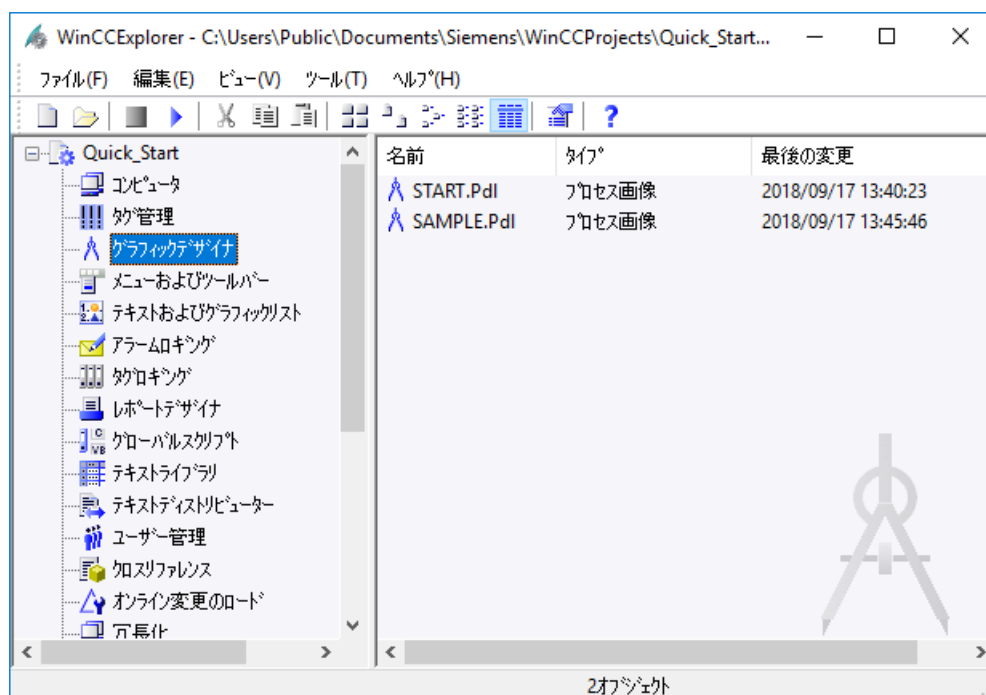 WinCCExplorer - C:\Users\Public\Documents\Siemens\WinCCProjects\Quick_Start...
ファイル(F) 編集(E) ビュー(V) ツール(T) ヘルプ(H)
Quick_Start
コンピュータ
タグ管理
グラフィックデザイナ
メニューおよびツールバー
テキストおよびグラフィックリスト
アラームロギング
タグロギング
レポートデザイナ
グローバルスクリプト
テキストライブラリ
テキストディストリビューター
ユーザー管理
クロスリファレンス
オンライン変更のロード
冗長化
名前 タイプ 最後の変更
START.Pdl プロセス画像 2018/09/17 13:40:23
SAMPLE.Pdl プロセス画像 2018/09/17 13:45:46
2オブジェクト